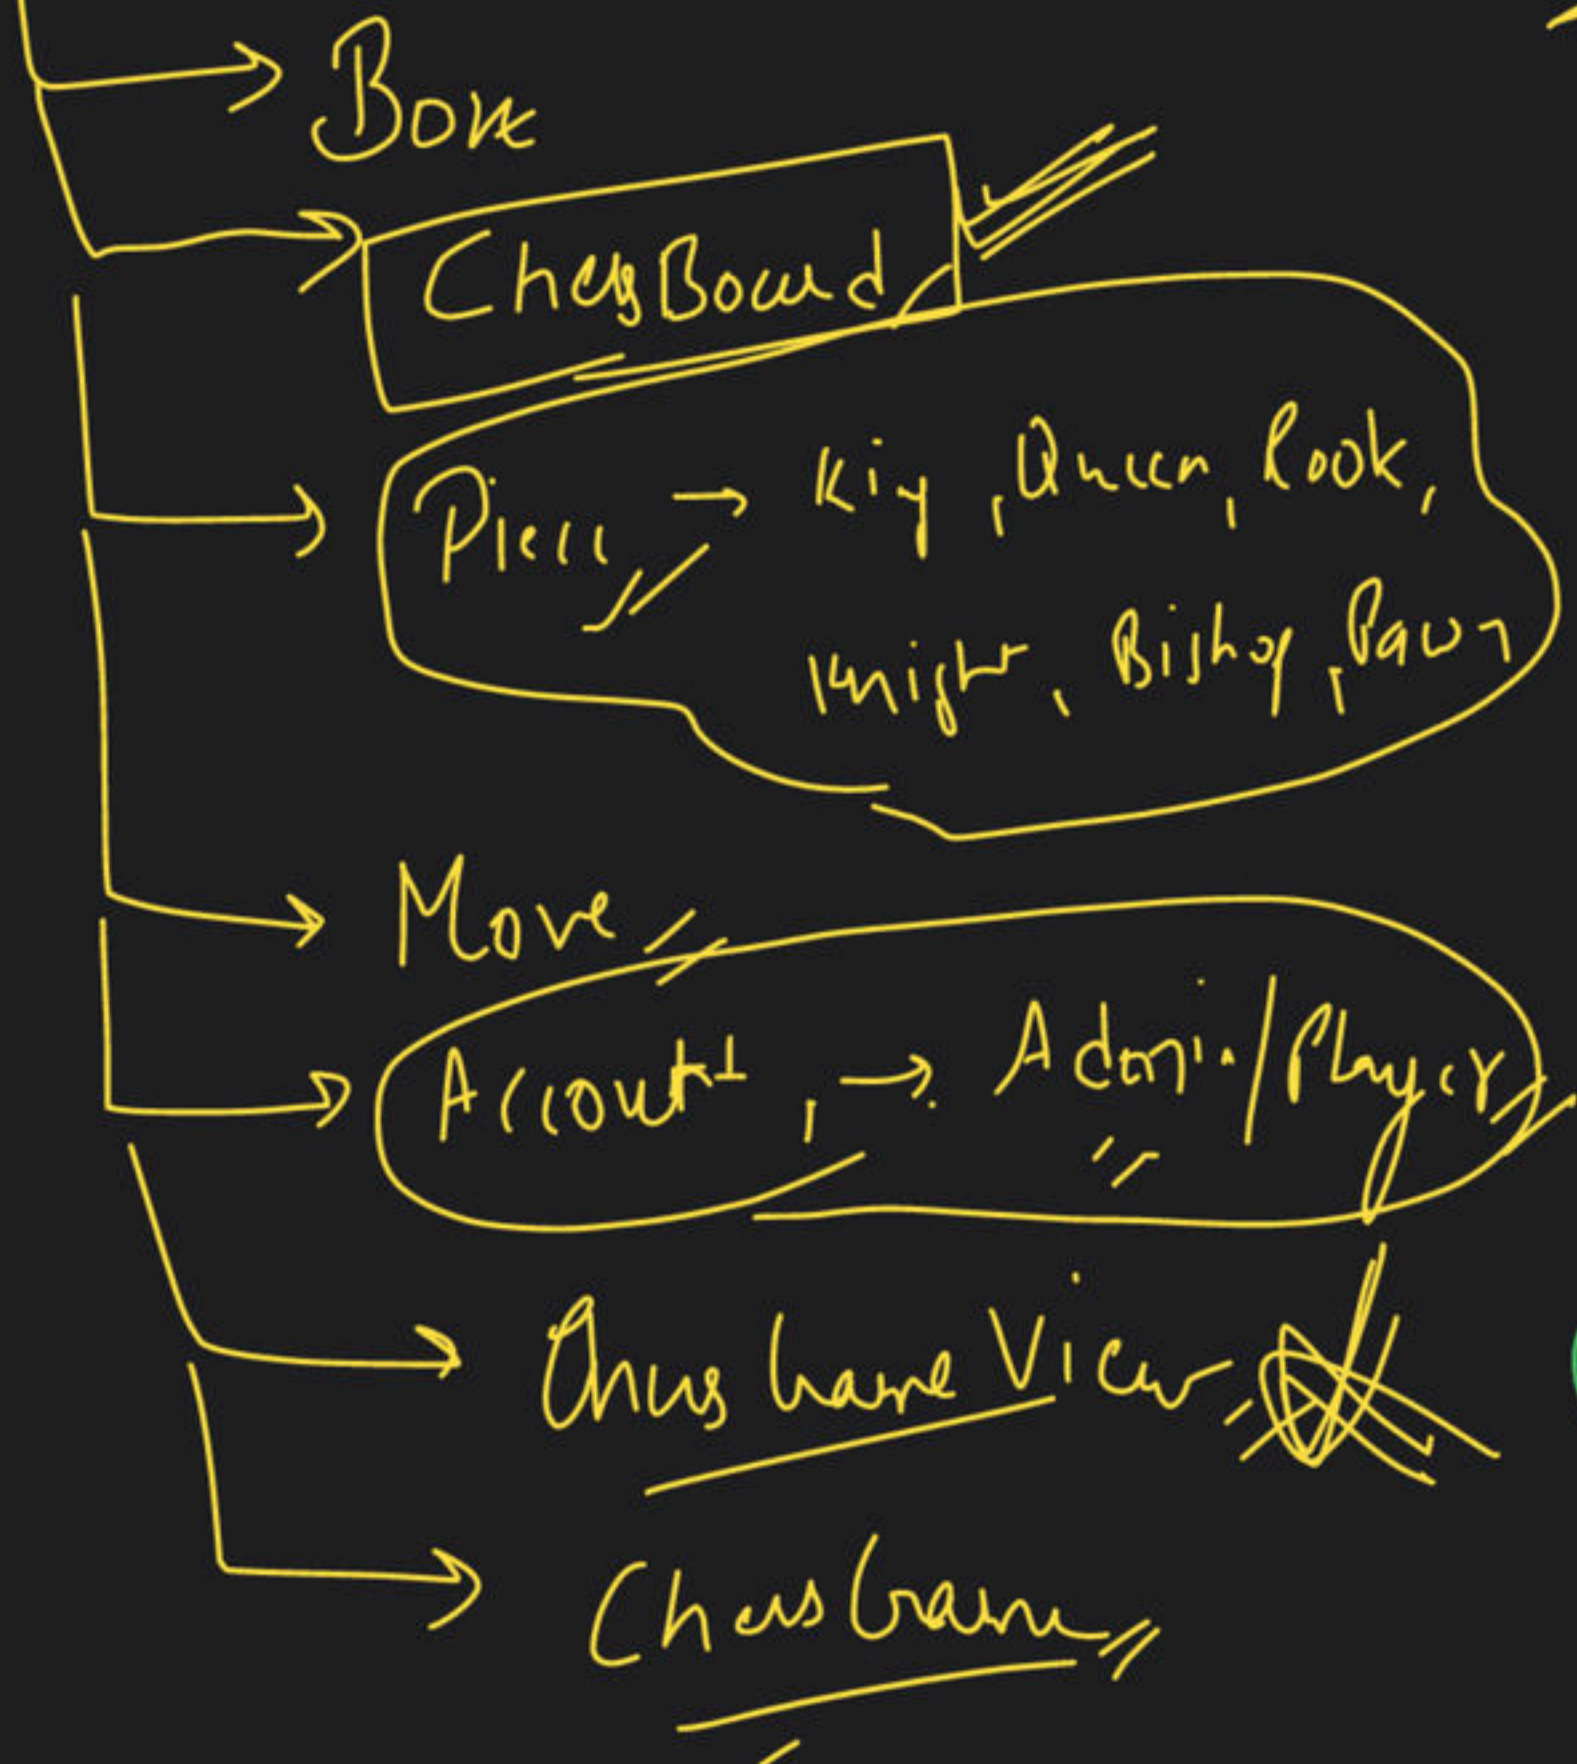 → Box
→ ChessBoard
→ Piece → King, Queen, Rook,
Knight, Bishop, Pawn
→ Move
→ Account, → Admin/Player
→ Chess Game View
→ Chess Game